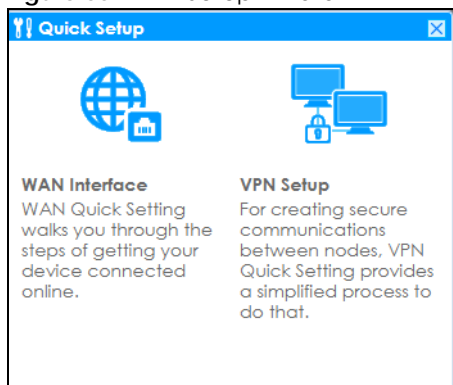 Quick Setup
WAN Interface
WAN Quick Setting
walks you through the
steps of getting your
device connected
online.
VPN Setup
For creating secure
communications
between nodes, VPN
Quick Setting provides
a simplified process to
do that.